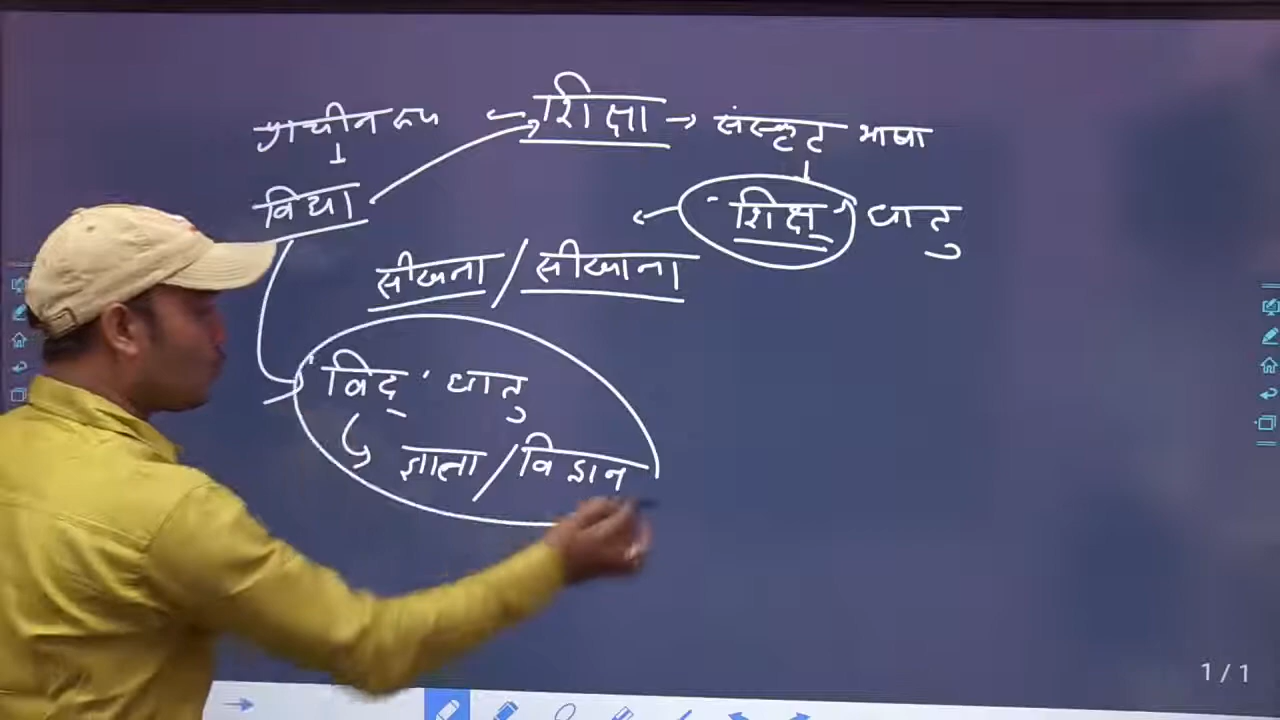 प्राचीन रूप ← शिक्षा → संस्कृट भाषा
विद्या
'शिक्ष्' धातु
सीखना / सीखाना
'विद्' धातु
ज्ञाता / विज्ञान
1 / 1